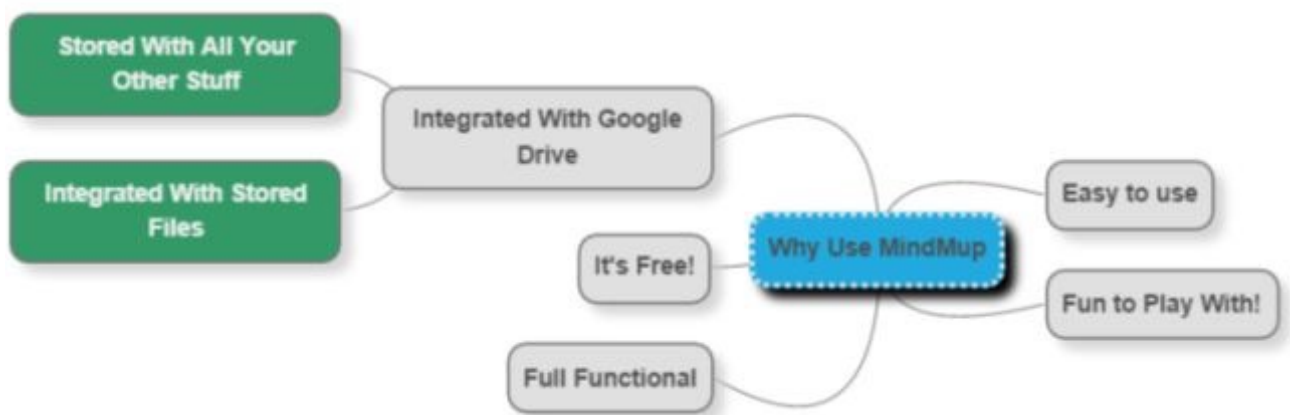 Stored With All Your
Other Stuff
Integrated With Google
Drive
Integrated With Stored
Files
Easy to use
Why Use MindMup
It's Free!
Fun to Play With!
Full Functional